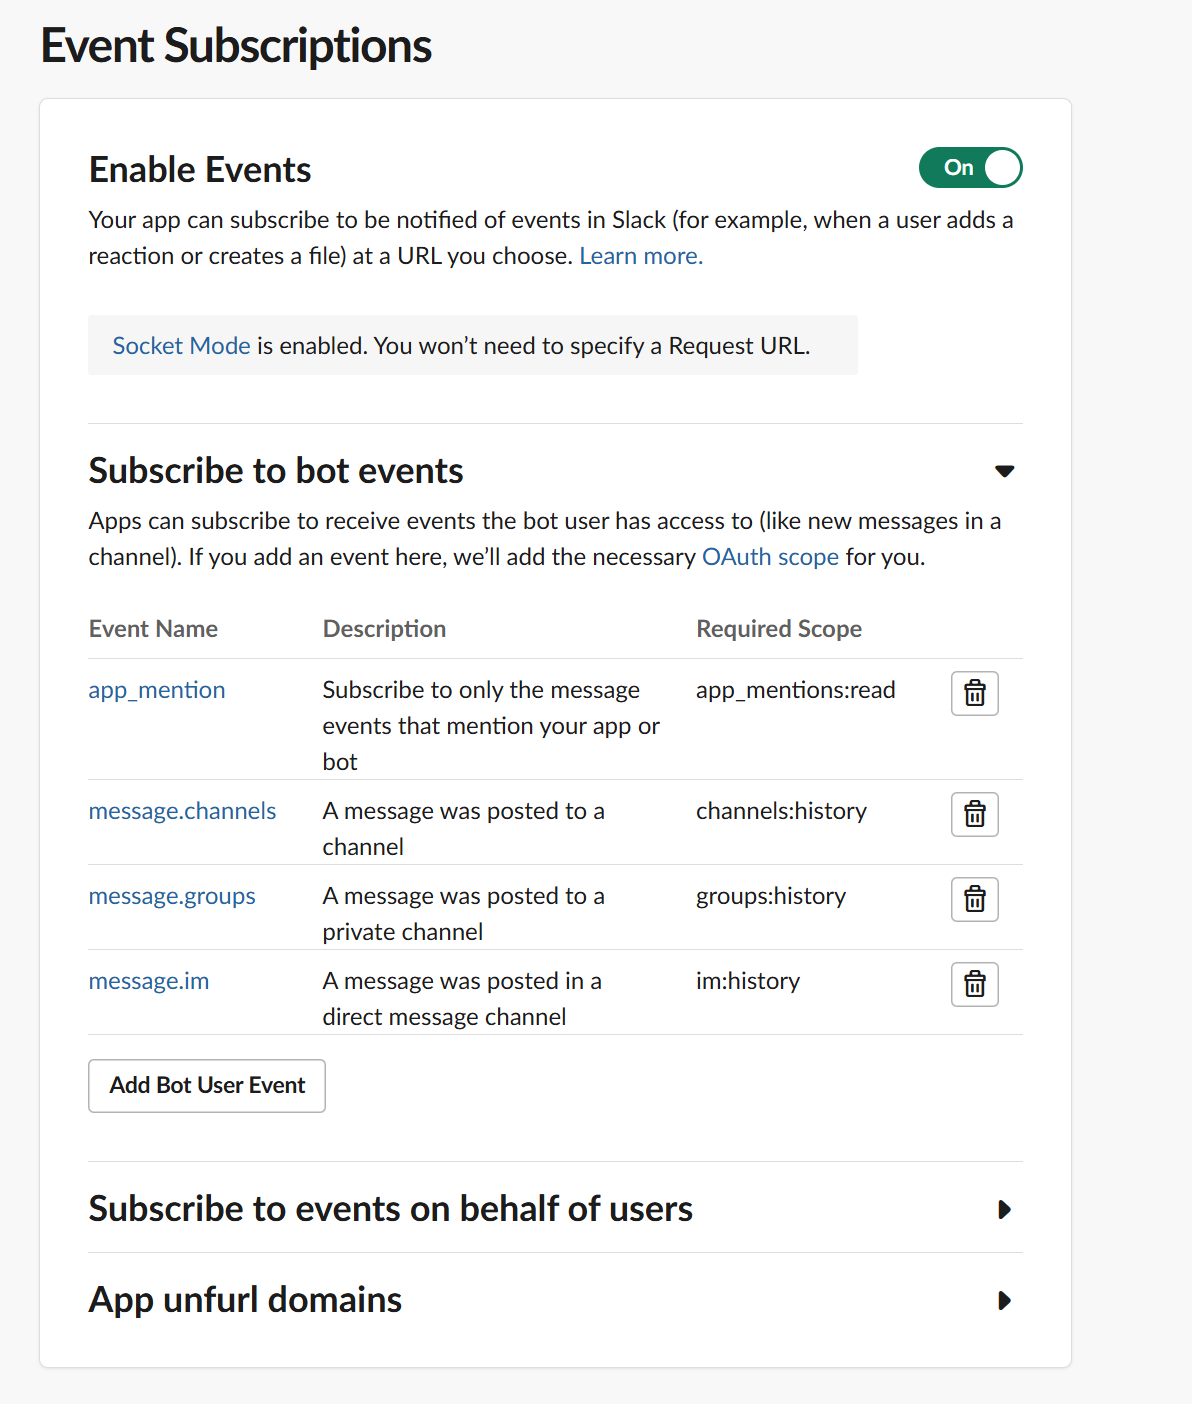 Event Subscriptions
Enable Events
On
Your app can subscribe to be notified of events in Slack (for example, when a user adds a
reaction or creates a file) at a URL you choose. Learn more.
Socket Mode is enabled. You won’t need to specify a Request URL.
Subscribe to bot events
Apps can subscribe to receive events the bot user has access to (like new messages in a
channel). If you add an event here, we’ll add the necessary OAuth scope for you.
Event Name Description Required Scope
app_mention Subscribe to only the message app_mentions:read
events that mention your app or
bot
message.channels A message was posted to a channels:history
channel
message.groups A message was posted to a groups:history
private channel
message.im A message was posted in a im:history
direct message channel
Add Bot User Event
Subscribe to events on behalf of users
App unfurl domains